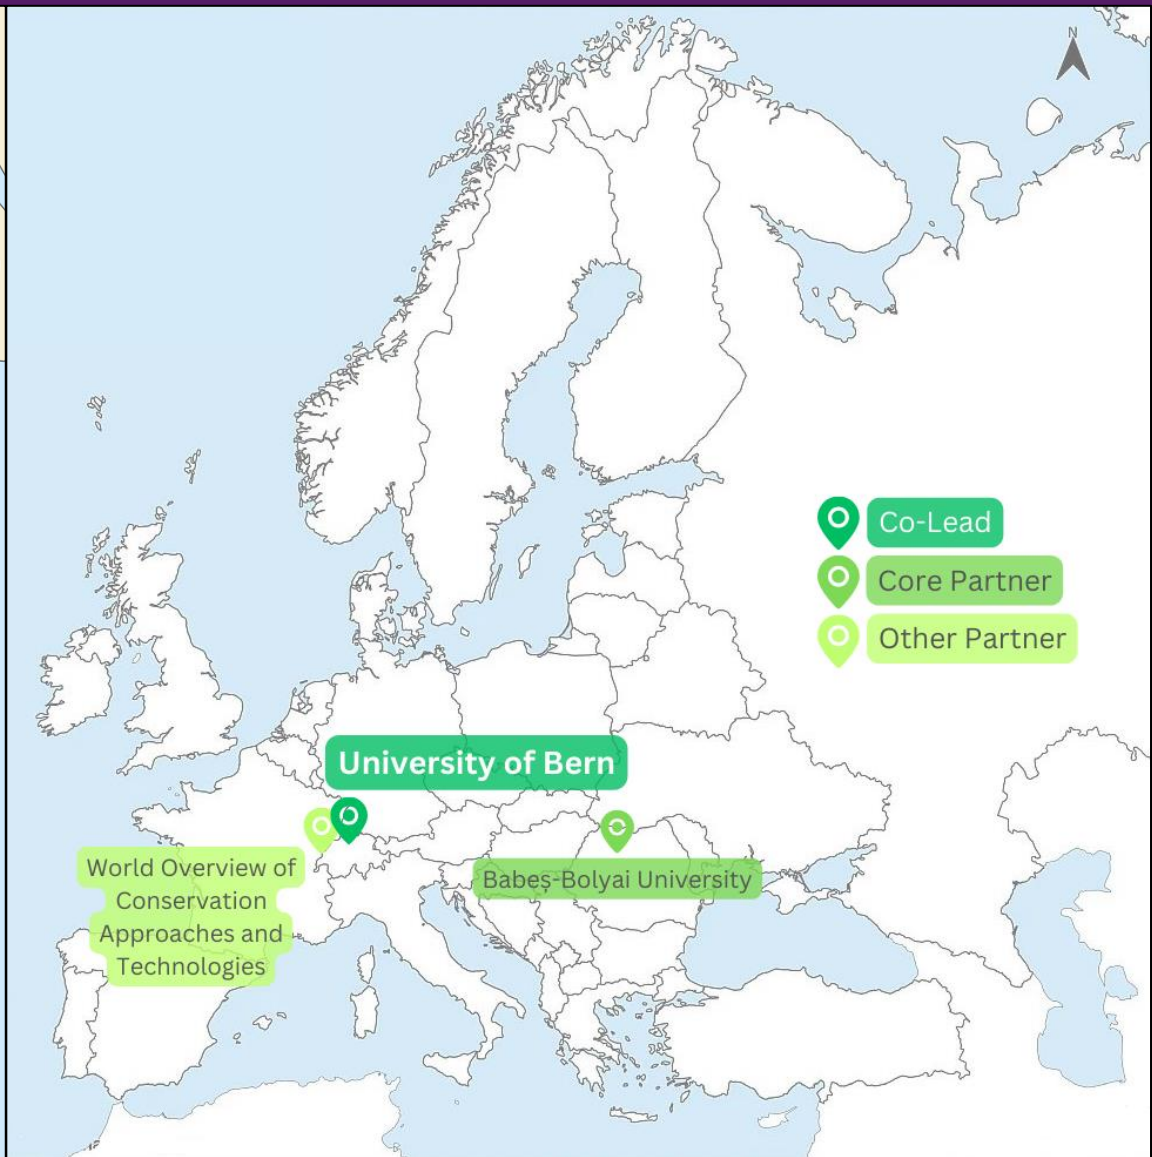 N
Co-Lead
Core Partner
Other Partner
University of Bern
World Overview of
Conservation
Approaches and
Technologies
Babeș-Bolyai University